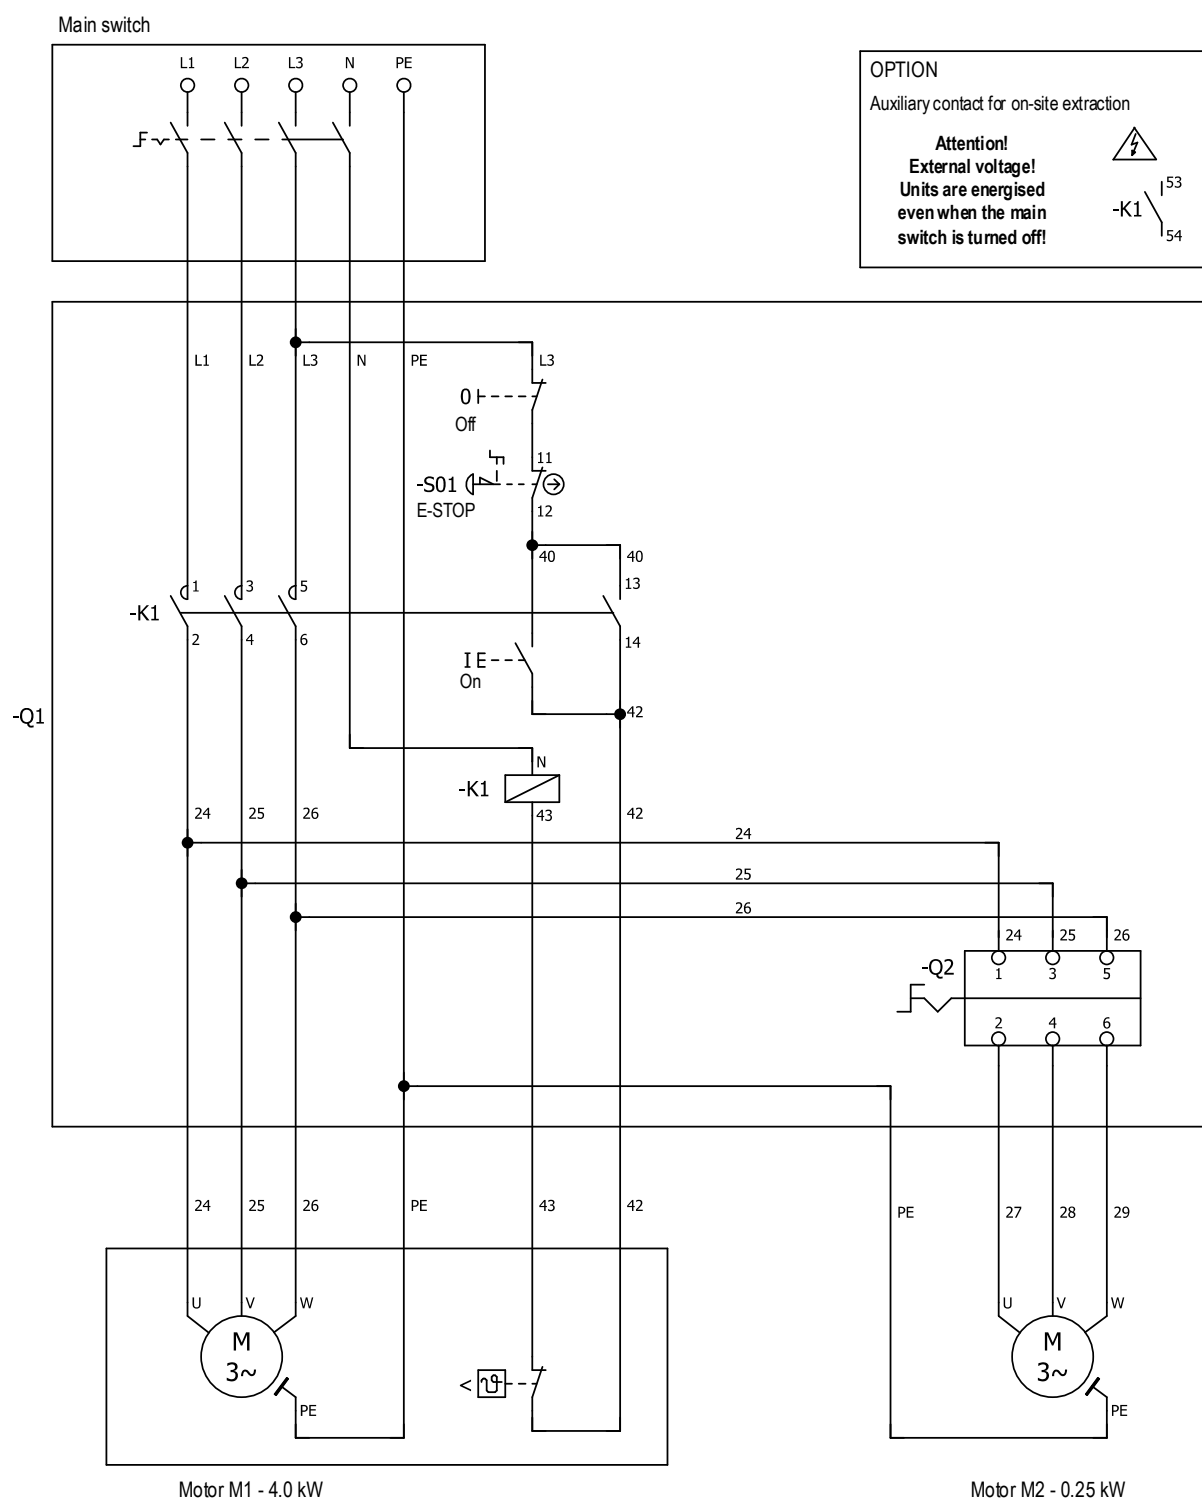 Main switch
L1 L2 L3 N PE
OPTION
Auxiliary contact for on-site extraction
Attention!
External voltage!
Units are energised
even when the main
switch is turned off!
-K1
53
54
L1 L2 L3 N PE L3
0
Off
11
-S01
E-STOP
12
40 40
13
-K1
1 3 5
2 4 6
14
I E
On
-Q1
42
N
-K1
24 25 26 43 42
24
25
26
24 25 26
-Q2
1 3 5
2 4 6
24 25 26 PE 43 42
PE 27 28 29
U V W
M
3~
PE
<
U V W
M
3~
PE
Motor M1 - 4.0 kW
Motor M2 - 0.25 kW